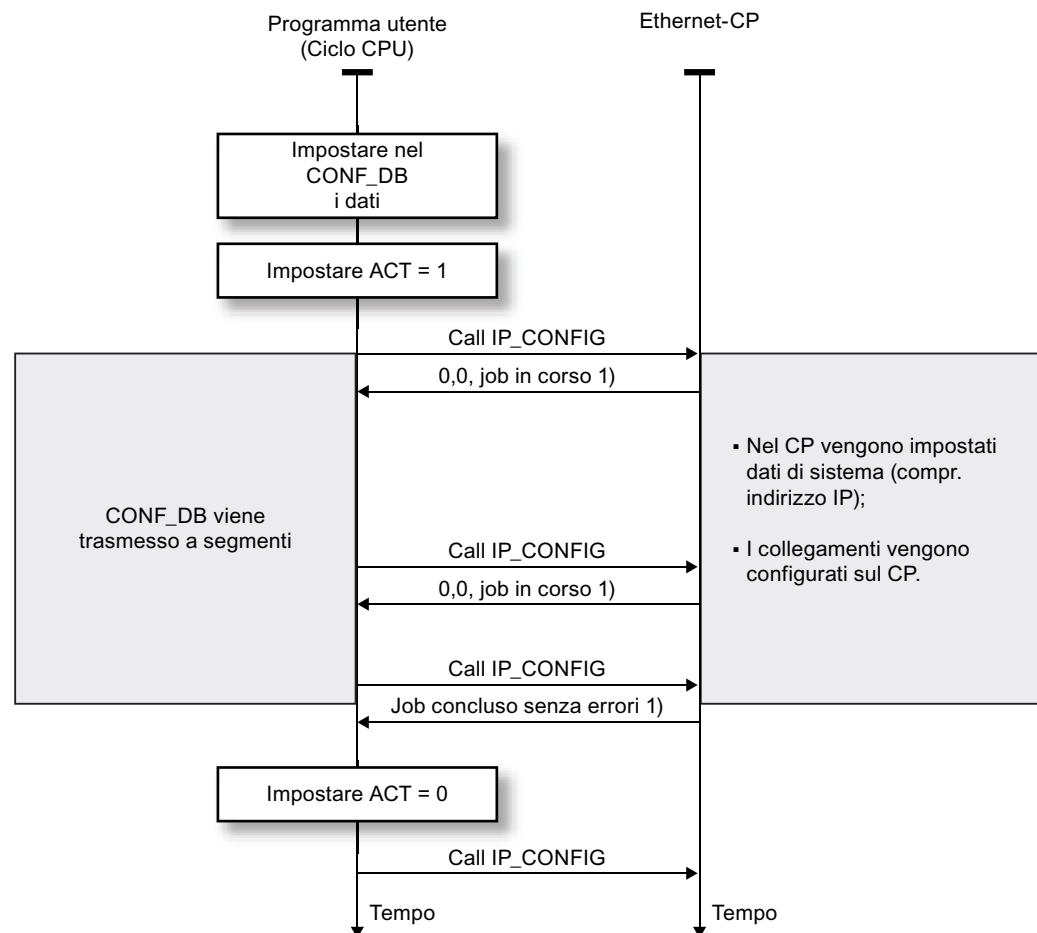 Programma utente
(Ciclo CPU)
Ethernet-CP
Impostare nel
CONF_DB
i dati
Impostare ACT = 1
Call IP_CONFIG
0,0, job in corso 1)
CONF_DB viene
trasmesso a segmenti
▪ Nel CP vengono impostati
dati di sistema (compr.
indirizzo IP);
▪ I collegamenti vengono
configurati sul CP.
Call IP_CONFIG
0,0, job in corso 1)
Call IP_CONFIG
Job concluso senza errori 1)
Impostare ACT = 0
Call IP_CONFIG
Tempo
Tempo